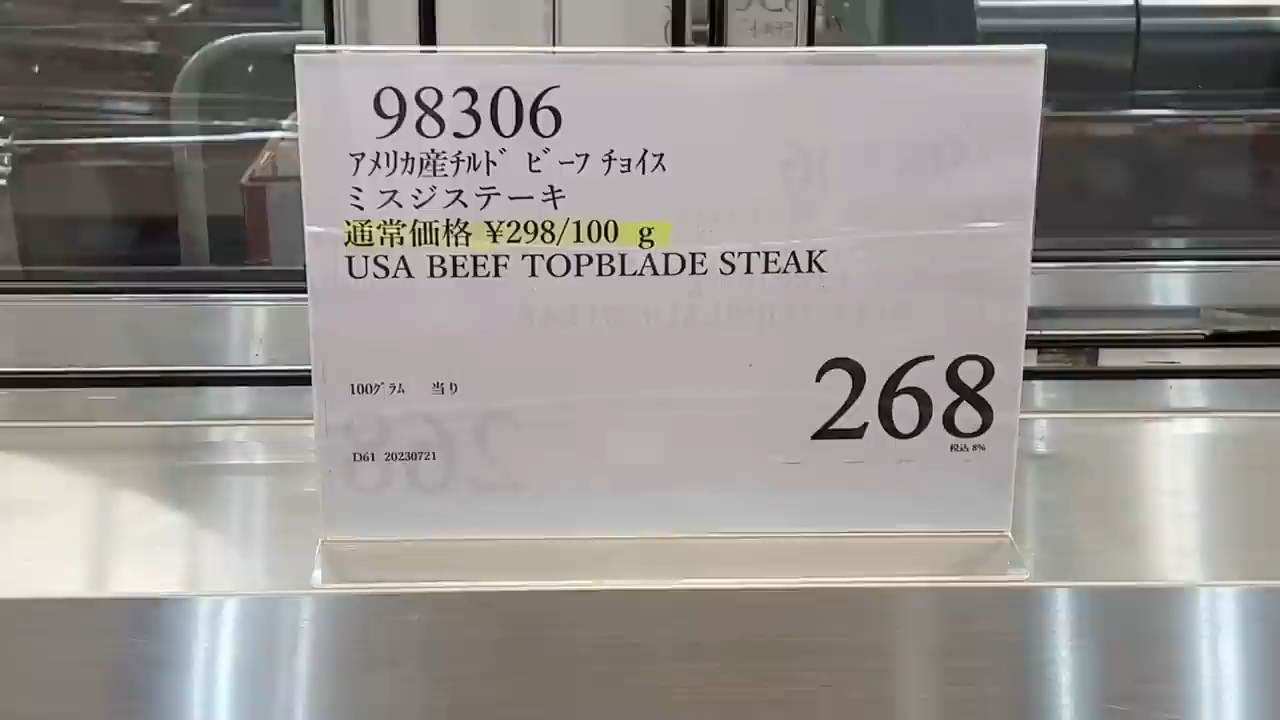 98306
アメリカ産チルド ビーフ チョイス
ミスジステーキ
通常価格 ¥298/100 g
USA BEEF TOPBLADE STEAK
100グラム 当り
268
税込 8%
D61 20230721